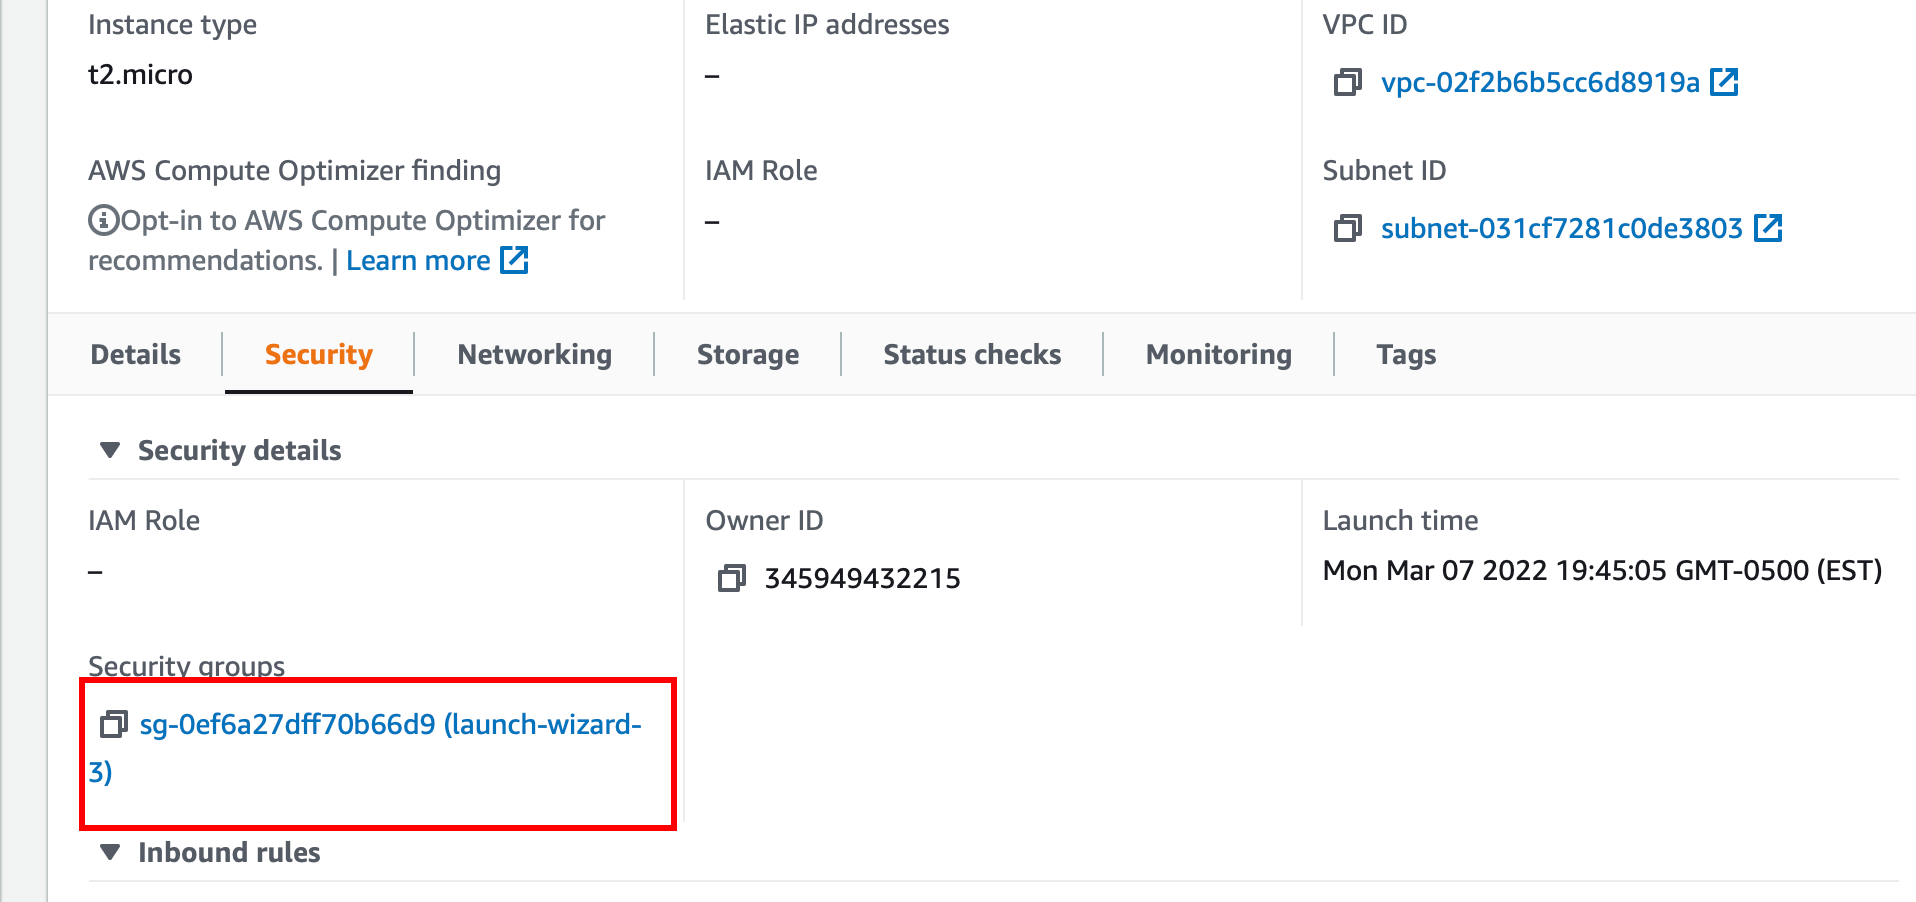 Instance type
t2.micro
Elastic IP addresses
–
VPC ID
vpc-02f2b6b5cc6d8919a
AWS Compute Optimizer finding
Opt-in to AWS Compute Optimizer for
recommendations. | Learn more
IAM Role
–
Subnet ID
subnet-031cf7281c0de3803
Details
Security
Networking
Storage
Status checks
Monitoring
Tags
Security details
IAM Role
–
Owner ID
345949432215
Launch time
Mon Mar 07 2022 19:45:05 GMT-0500 (EST)
Security groups
sg-0ef6a27dff70b66d9 (launch-wizard-
3)
Inbound rules